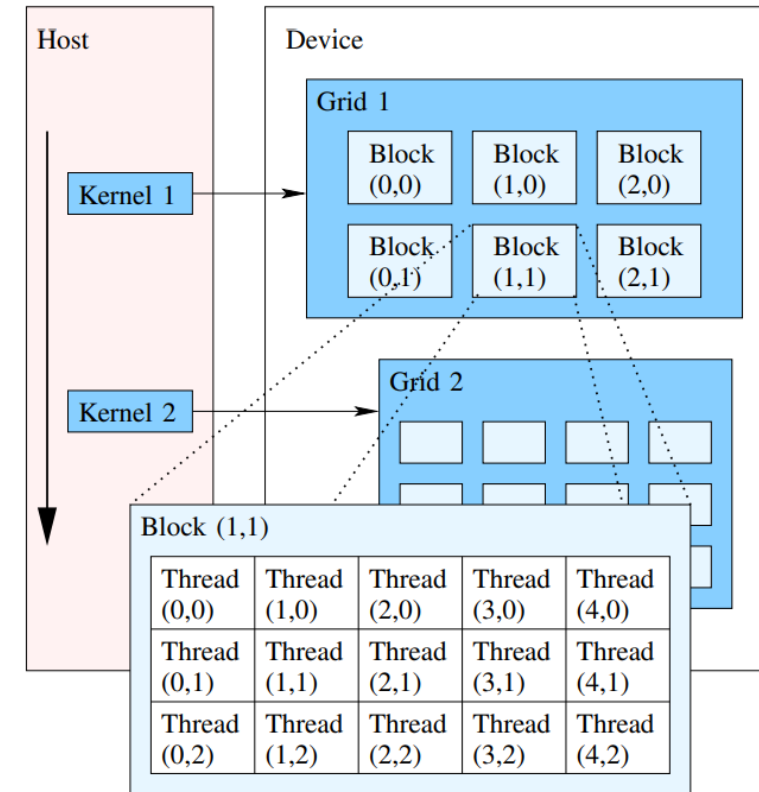 Host
Device
Grid 1
Block Block Block
(0,0) (1,0) (2,0)
Kernel 1
Block Block Block
(0,1) (1,1) (2,1)
Grid 2
Kernel 2
Block (1,1)
Thread Thread Thread Thread Thread
(0,0) (1,0) (2,0) (3,0) (4,0)
Thread Thread Thread Thread Thread
(0,1) (1,1) (2,1) (3,1) (4,1)
Thread Thread Thread Thread Thread
(0,2) (1,2) (2,2) (3,2) (4,2)